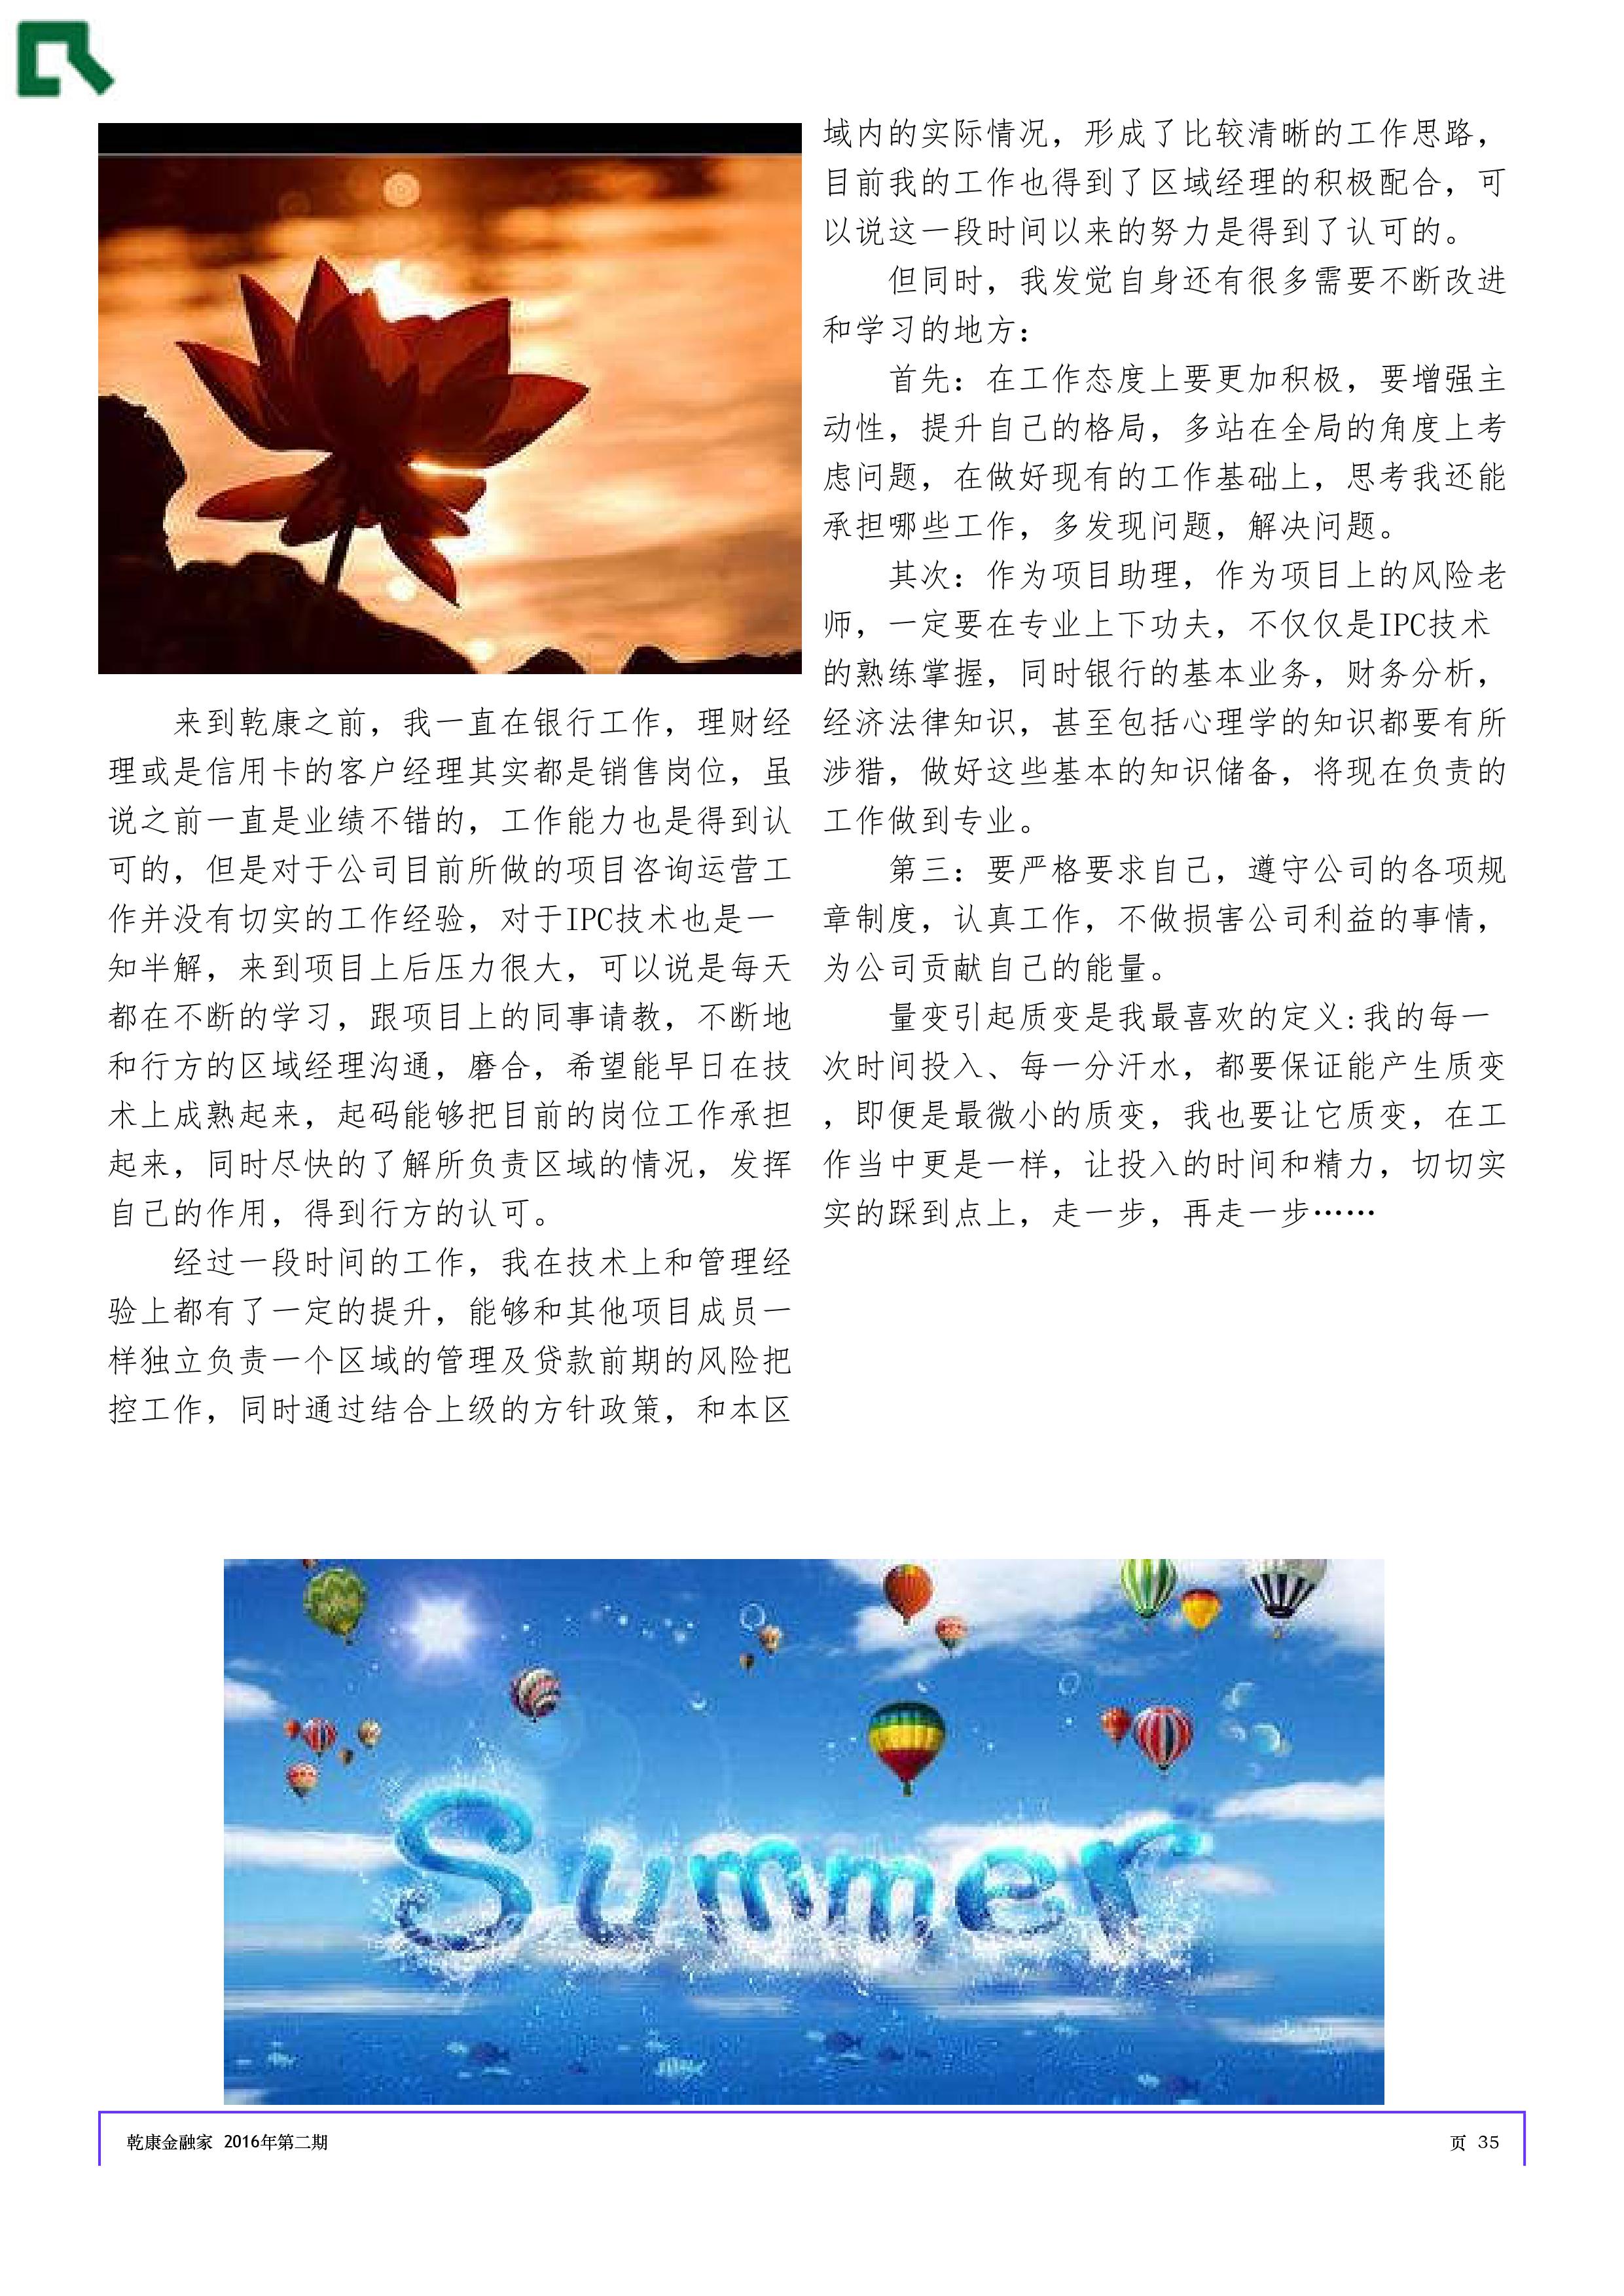 来到乾康之前，我一直在银行工作，理财经
理或是信用卡的客户经理其实都是销售岗位，虽
说之前一直是业绩不错的，工作能力也是得到认
可的，但是对于公司目前所做的项目咨询运营工
作并没有切实的工作经验，对于IPC技术也是一
知半解，来到项目上后压力很大，可以说是每天
都在不断的学习，跟项目上的同事请教，不断地
和行方的区域经理沟通，磨合，希望能早日在技
术上成熟起来，起码能够把目前的岗位工作承担
起来，同时尽快的了解所负责区域的情况，发挥
自己的作用，得到行方的认可。
经过一段时间的工作，我在技术上和管理经
验上都有了一定的提升，能够和其他项目成员一
样独立负责一个区域的管理及贷款前期的风险把
控工作，同时通过结合上级的方针政策，和本区
域内的实际情况，形成了比较清晰的工作思路，
目前我的工作也得到了区域经理的积极配合，可
以说这一段时间以来的努力是得到了认可的。
但同时，我发觉自身还有很多需要不断改进
和学习的地方：
首先：在工作态度上要更加积极，要增强主
动性，提升自己的格局，多站在全局的角度上考
虑问题，在做好现有的工作基础上，思考我还能
承担哪些工作，多发现问题，解决问题。
其次：作为项目助理，作为项目上的风险老
师，一定要在专业上下功夫，不仅仅是IPC技术
的熟练掌握，同时银行的基本业务，财务分析，
经济法律知识，甚至包括心理学的知识都要有所
涉猎，做好这些基本的知识储备，将现在负责的
工作做到专业。
第三：要严格要求自己，遵守公司的各项规
章制度，认真工作，不做损害公司利益的事情，
为公司贡献自己的能量。
量变引起质变是我最喜欢的定义:我的每一
次时间投入、每一分汗水，都要保证能产生质变
，即便是最微小的质变，我也要让它质变，在工
作当中更是一样，让投入的时间和精力，切切实
实的踩到点上，走一步，再走一步……
Summer
乾康金融家 2016年第二期
页 35